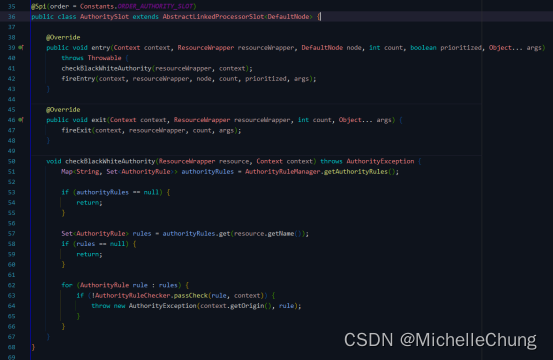 35 @Spi(order = Constants.ORDER_AUTHORITY_SLOT)
36 public class AuthoritySlot extends AbstractLinkedProcessorSlot<DefaultNode> {
37
38 @Override
39 public void entry(Context context, ResourceWrapper resourceWrapper, DefaultNode node, int count, boolean prioritized, Object... args)
40 throws Throwable {
41 checkBlackWhiteAuthority(resourceWrapper, context);
42 fireEntry(context, resourceWrapper, node, count, prioritized, args);
43 }
44
45 @Override
46 public void exit(Context context, ResourceWrapper resourceWrapper, int count, Object... args) {
47 fireExit(context, resourceWrapper, count, args);
48 }
49
50 void checkBlackWhiteAuthority(ResourceWrapper resource, Context context) throws AuthorityException {
51 Map<String, Set<AuthorityRule>> authorityRules = AuthorityRuleManager.getAuthorityRules();
52
53 if (authorityRules == null) {
54 return;
55 }
56
57 Set<AuthorityRule> rules = authorityRules.get(resource.getName());
58 if (rules == null) {
59 return;
60 }
61
62 for (AuthorityRule rule : rules) {
63 if (!AuthorityRuleChecker.passCheck(rule, context)) {
64 throw new AuthorityException(context.getOrigin(), rule);
65 }
66 }
67 }
68 }
69
CSDN @MichelleChung